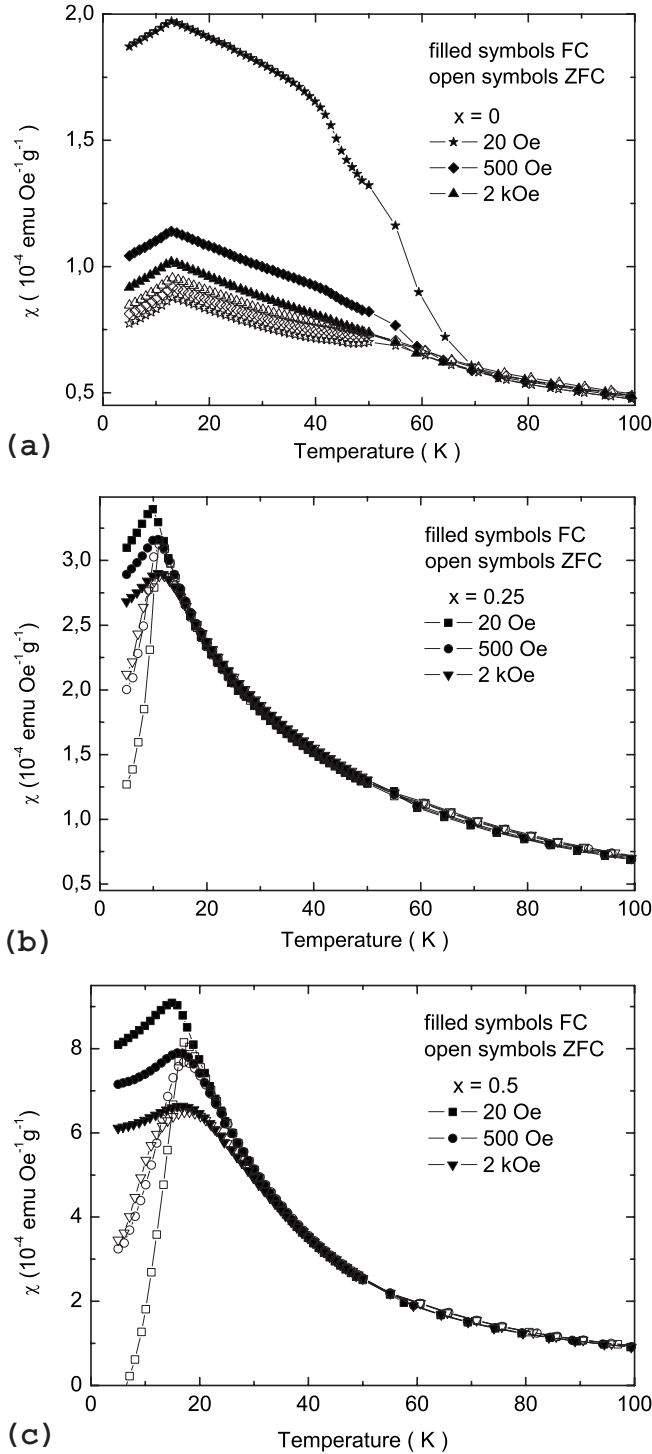 2,0
1,5
1,0
0,5
0 20 40 60 80 100
χ ( 10⁻⁴ emu Oe⁻¹g⁻¹)
Temperature ( K )
filled symbols FC
open symbols ZFC
x = 0
20 Oe
500 Oe
2 kOe
(a)
3,0
2,5
2,0
1,5
1,0
0,5
0 20 40 60 80 100
χ (10⁻⁴ emu Oe⁻¹g⁻¹)
Temperature ( K )
filled symbols FC
open symbols ZFC
x = 0.25
20 Oe
500 Oe
2 kOe
(b)
8
6
4
2
0
0 20 40 60 80 100
χ (10⁻⁴ emu Oe⁻¹g⁻¹)
Temperature ( K )
filled symbols FC
open symbols ZFC
x = 0.5
20 Oe
500 Oe
2 kOe
(c)